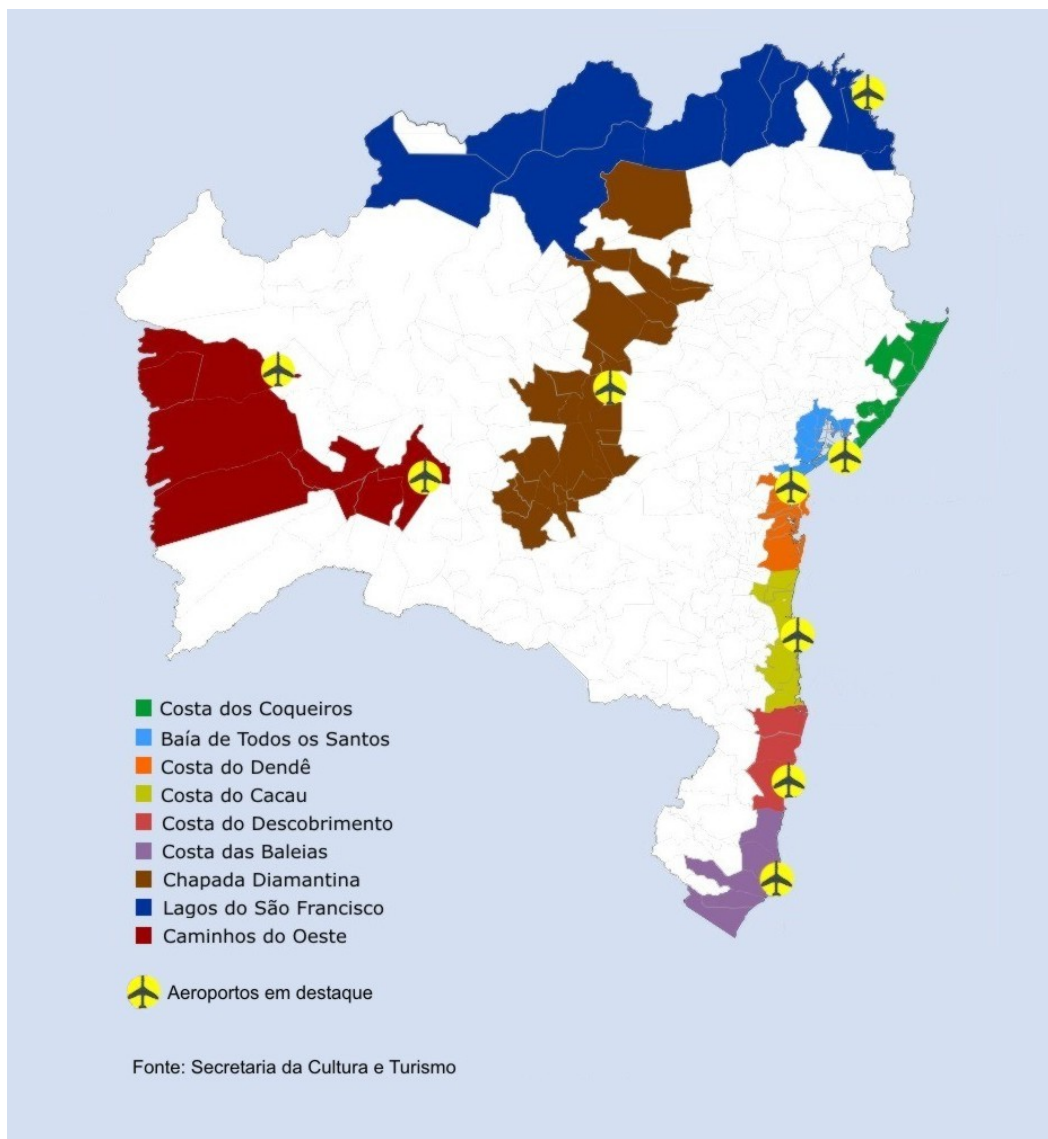 Costa dos Coqueiros
Baía de Todos os Santos
Costa do Dendê
Costa do Cacau
Costa do Descobrimento
Costa das Baleias
Chapada Diamantina
Lagos do São Francisco
Caminhos do Oeste
Aeroportos em destaque
Fonte: Secretaria da Cultura e Turismo